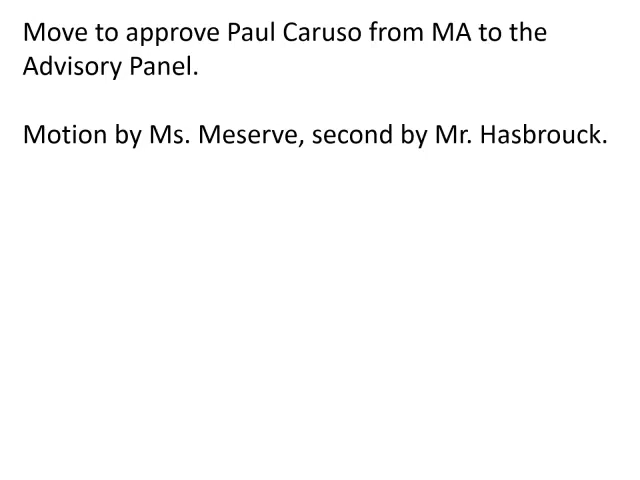 Move to approve Paul Caruso from MA to the
Advisory Panel.
Motion by Ms. Meserve, second by Mr. Hasbrouck.